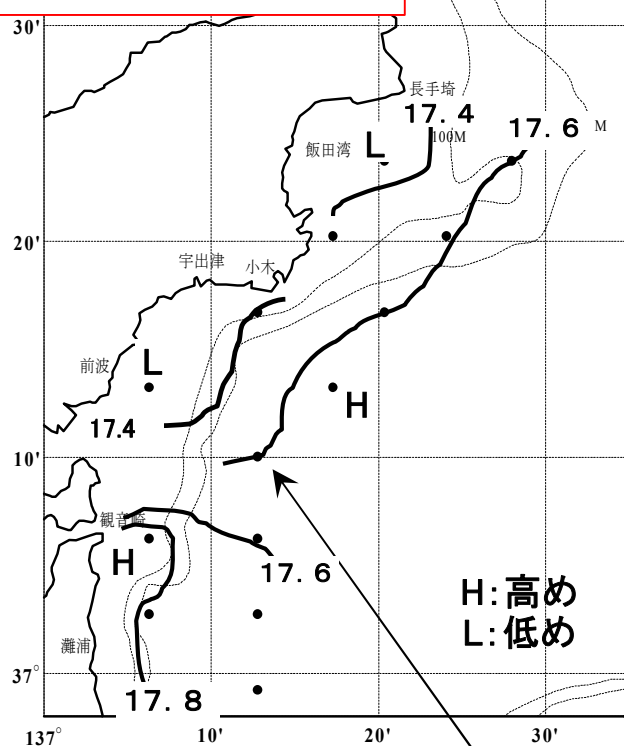 30'
長手埼
17.4
17.6
100M
M
飯田湾
L
20'
宇出津
小木
前波
L
H
17.4
10'
観音崎
H
17.6
H:高め
L:低め
灘浦
37°
17.8
137°
10'
20'
30'